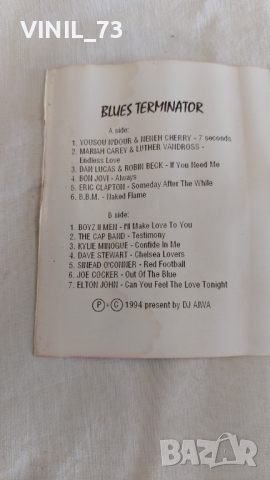 VINIL_73
BLUES TERMINATOR
A side:
1. YOUSOU N'DOUR & NENEH CHERRY - 7 seconds
2. MARIAH CAREY & LUTHER VANDROSS -
Endless Love
3. DAN LUCAS & ROBIN BECK - If You Need Me
4. BON JOVI - Always
5. ERIC CLAPTON - Someday After The While
6. B.B.M. - Naked Flame
B side:
1. BOYZ II MEN - I'll Make Love To You
2. THE CAP BAND - Testimony
3. KYLIE MINOGUE - Confide In Me
4. DAVE STEWART - Chelsea Lovers
5. SINEAD O'CONNER - Red Football
6. JOE COCKER - Out Of The Blue
7. ELTON JOHN - Can You Feel The Love Tonight
P & C 1994 present by DJ AIWA
bazar